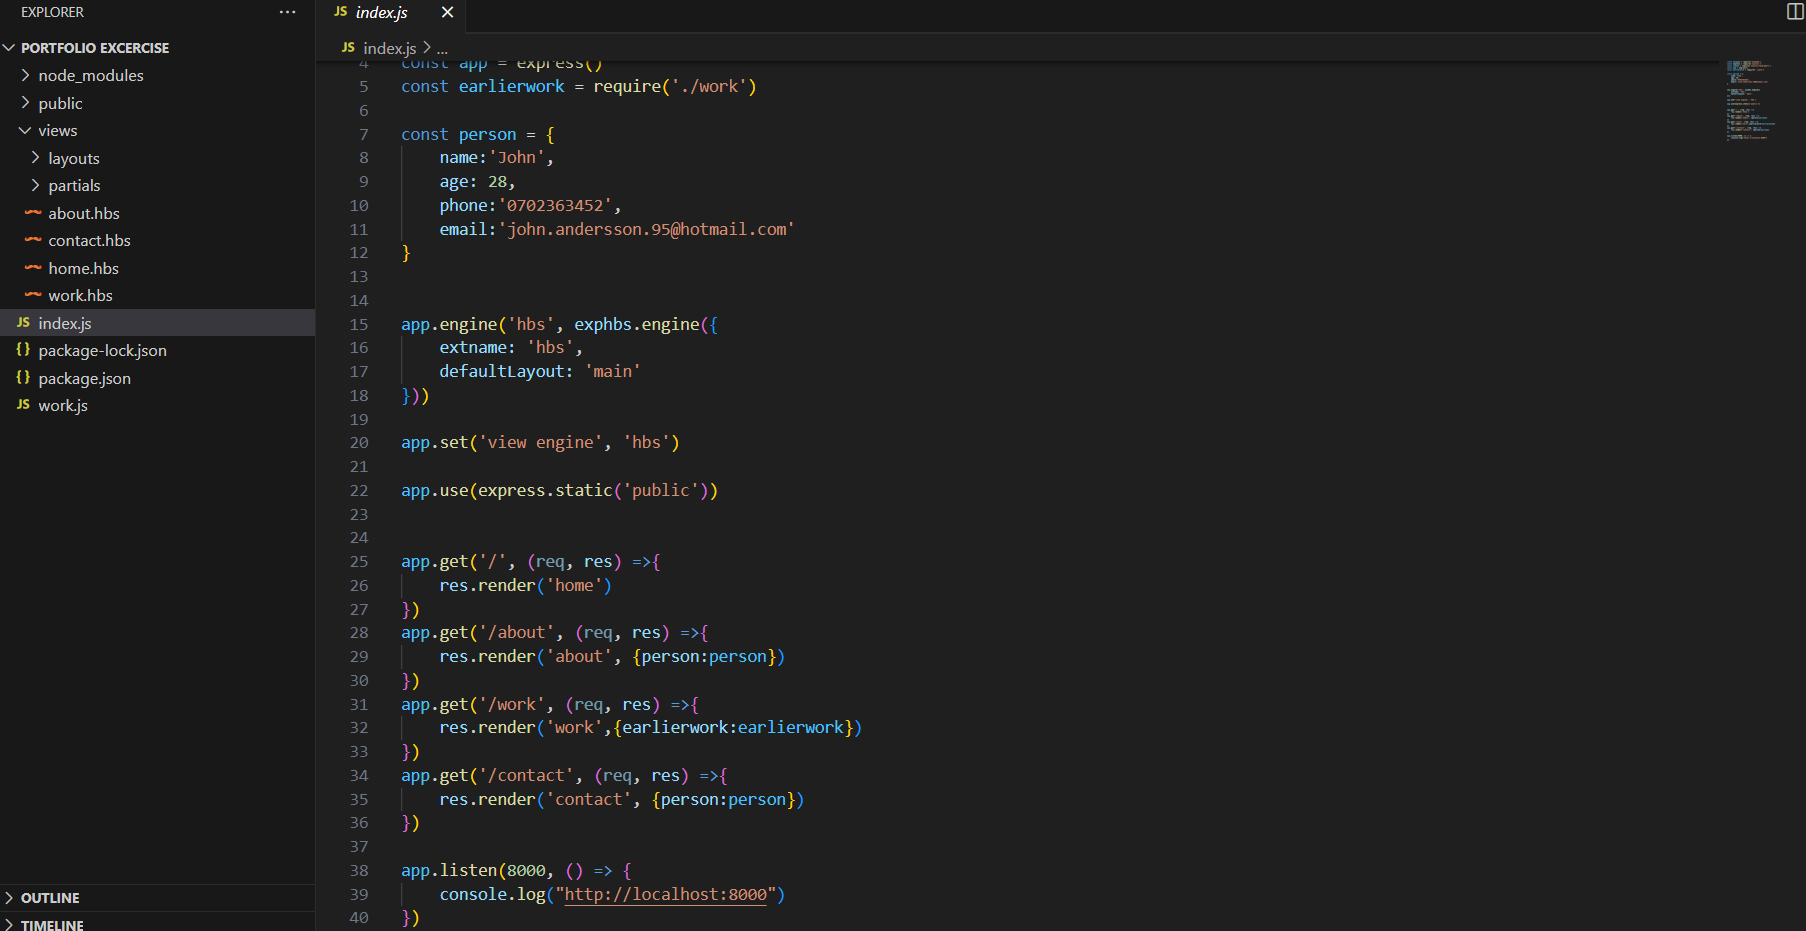 EXPLORER
PORTFOLIO EXCERCISE
node_modules
public
views
layouts
partials
about.hbs
contact.hbs
home.hbs
work.hbs
JS index.js
{} package-lock.json
{} package.json
JS work.js
OUTLINE
TIMELINE
JS index.js
JS index.js > ...
4 const app = express()
5 const earlierwork = require('./work')
6
7 const person = {
8     name:'John',
9     age: 28,
10     phone:'0702363452',
11     email:'john.andersson.95@hotmail.com'
12 }
13
14
15 app.engine('hbs', exphbs.engine({
16     extname: 'hbs',
17     defaultLayout: 'main'
18 }))
19
20 app.set('view engine', 'hbs')
21
22 app.use(express.static('public'))
23
24
25 app.get('/', (req, res) =>{
26     res.render('home')
27 })
28 app.get('/about', (req, res) =>{
29     res.render('about', {person:person})
30 })
31 app.get('/work', (req, res) =>{
32     res.render('work',{earlierwork:earlierwork})
33 })
34 app.get('/contact', (req, res) =>{
35     res.render('contact', {person:person})
36 })
37
38 app.listen(8000, () => {
39     console.log("http://localhost:8000")
40 })